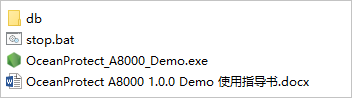 db
stop.bat
OceanProtect_A8000_Demo.exe
OceanProtect A8000 1.0.0 Demo 使用指导书.docx